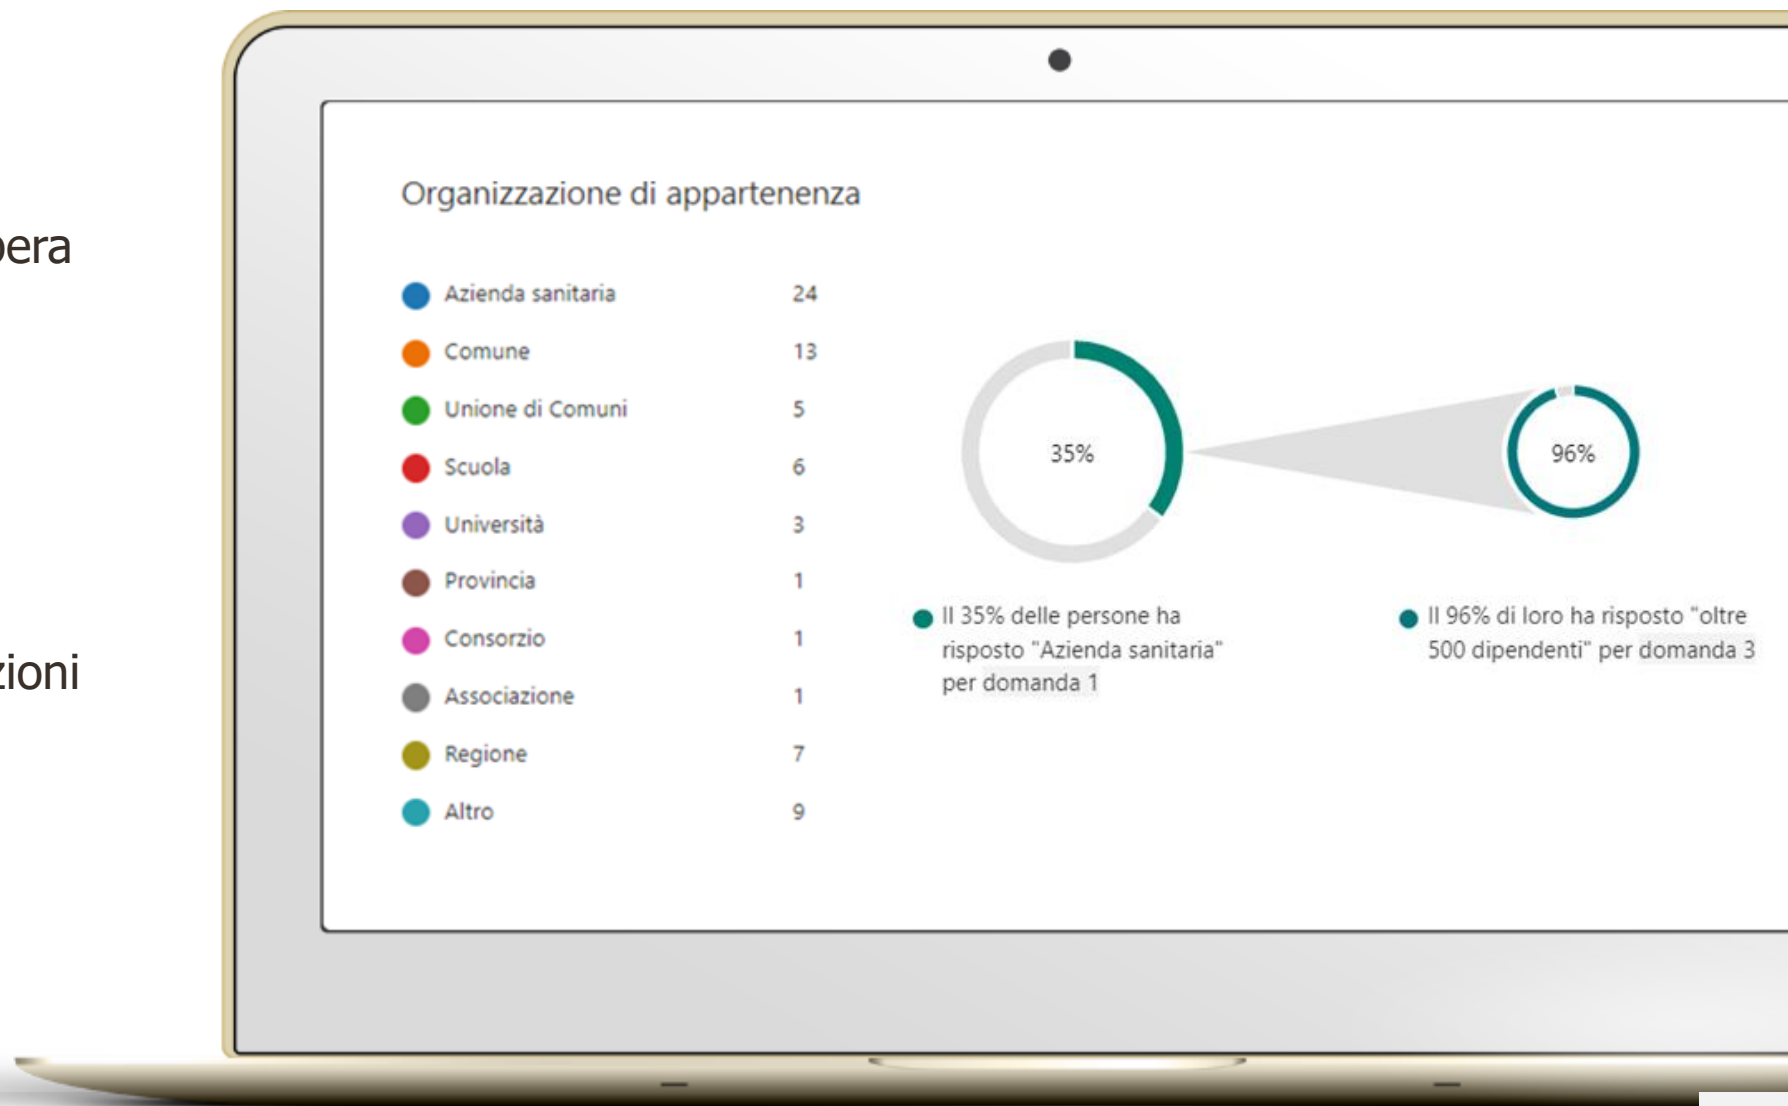 Organizzazione di appartenenza
pera
Azienda sanitaria 24
Comune 13
Unione di Comuni 5
Scuola 6
Università 3
Provincia 1
Consorzio 1
zioni
Associazione 1
Regione 7
Altro 9
35%
96%
Il 35% delle persone ha
risposto "Azienda sanitaria"
per domanda 1
Il 96% di loro ha risposto "oltre
500 dipendenti" per domanda 3